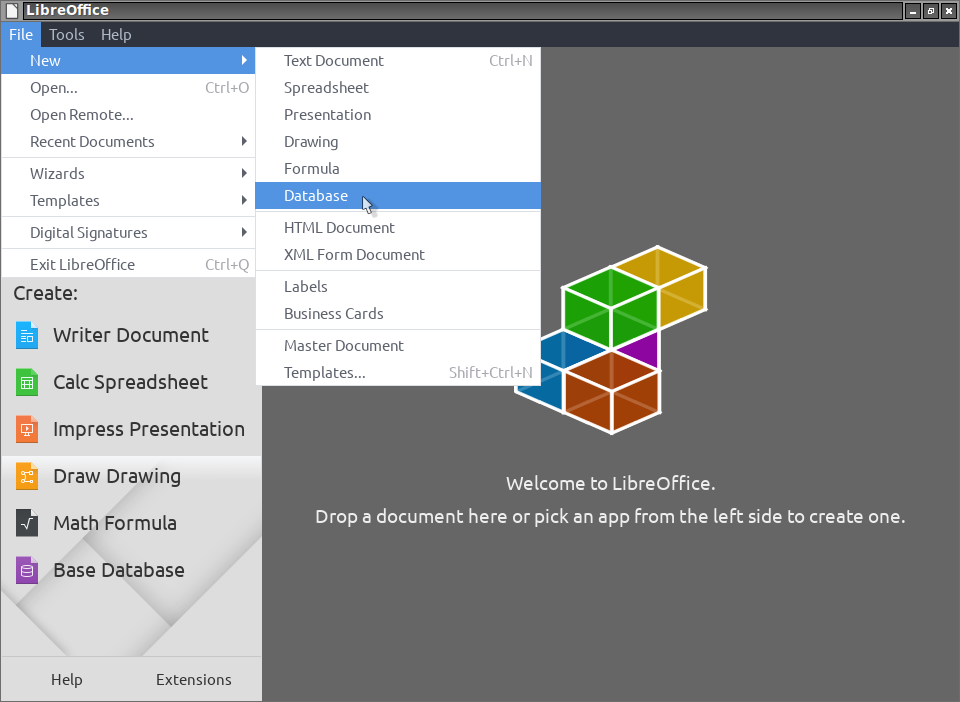 LibreOffice
File Tools Help
New
Open... Ctrl+O
Open Remote...
Recent Documents
Wizards
Templates
Digital Signatures
Exit LibreOffice Ctrl+Q
Text Document Ctrl+N
Spreadsheet
Presentation
Drawing
Formula
Database
HTML Document
XML Form Document
Labels
Business Cards
Master Document
Templates... Shift+Ctrl+N
Create:
Writer Document
Calc Spreadsheet
Impress Presentation
Draw Drawing
Math Formula
Base Database
Help Extensions
Welcome to LibreOffice.
Drop a document here or pick an app from the left side to create one.